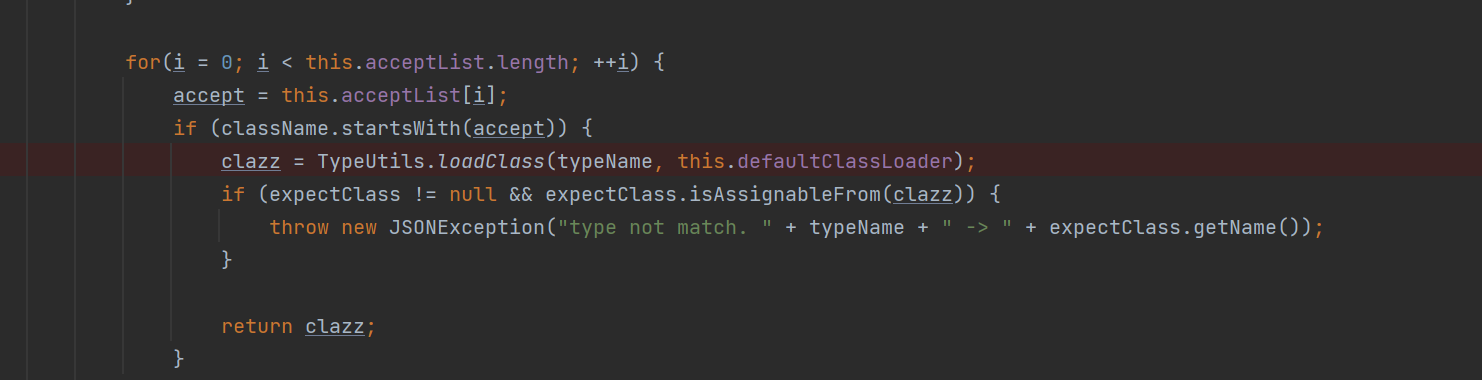 }
for(i = 0; i < this.acceptList.length; ++i) {
accept = this.acceptList[i];
if (className.startsWith(accept)) {
clazz = TypeUtils.loadClass(typeName, this.defaultClassLoader);
if (expectClass != null && expectClass.isAssignableFrom(clazz)) {
throw new JSONException("type not match. " + typeName + " -> " + expectClass.getName());
}
return clazz;
}